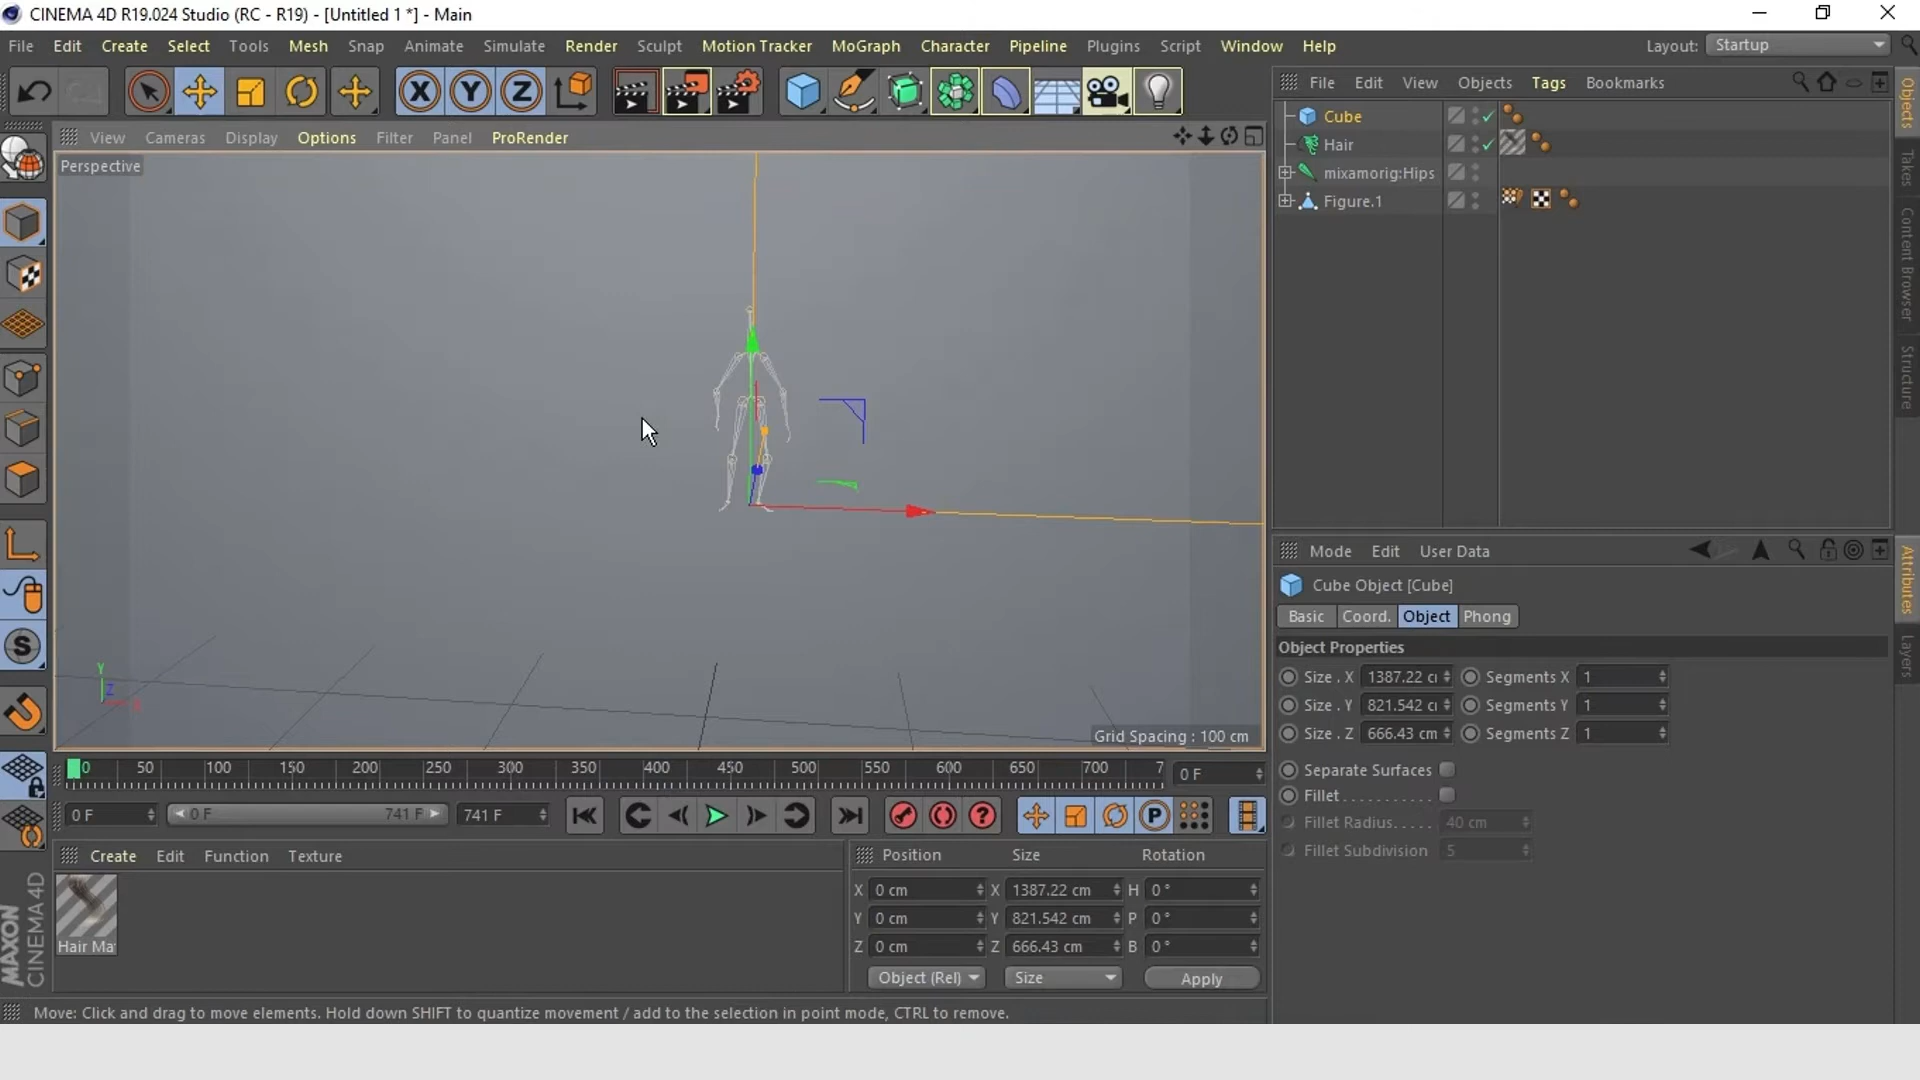 CINEMA 4D R19.024 Studio (RC - R19) - [Untitled 1 *] - Main
File Edit Create Select Tools Mesh Snap Animate Simulate Render Sculpt Motion Tracker MoGraph Character Pipeline Plugins Script Window Help Layout: Startup
X Y Z
File Edit View Objects Tags Bookmarks
View Cameras Display Options Filter Panel ProRender
Perspective
Cube
Hair
mixamorig:Hips
Figure.1
Objects
Takes
Content Browser
Structure
Y
Z
X
Grid Spacing : 100 cm
Mode Edit User Data
Cube Object [Cube]
Basic Coord. Object Phong
Object Properties
Size . X 1387.22 Segments X 1
Size . Y 821.542 Segments Y 1
Size . Z 666.43 cm Segments Z 1
Separate Surfaces
Fillet . . . . . . . . . . .
Fillet Radius. . . . . 40 cm
Fillet Subdivision 5
Attributes
Layers
0 50 100 150 200 250 300 350 400 450 500 550 600 650 700 7 0 F
0 F 0 F 741 F 741 F
S
P
?
Create Edit Function Texture
Hair Ma
MAXON
CINEMA 4D
Position Size Rotation
X 0 cm X 1387.22 cm H 0 °
Y 0 cm Y 821.542 cm P 0 °
Z 0 cm Z 666.43 cm B 0 °
Object (Rel) Size Apply
Move: Click and drag to move elements. Hold down SHIFT to quantize movement / add to the selection in point mode, CTRL to remove.